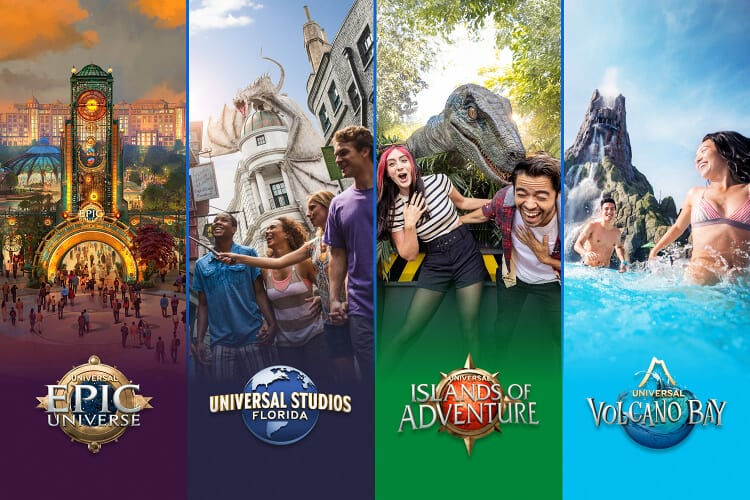 UNIVERSAL
EPIC
UNIVERSE
UNIVERSAL STUDIOS
FLORIDA
UNIVERSAL
ISLANDS OF
ADVENTURE
UNIVERSAL
VOLCANO BAY